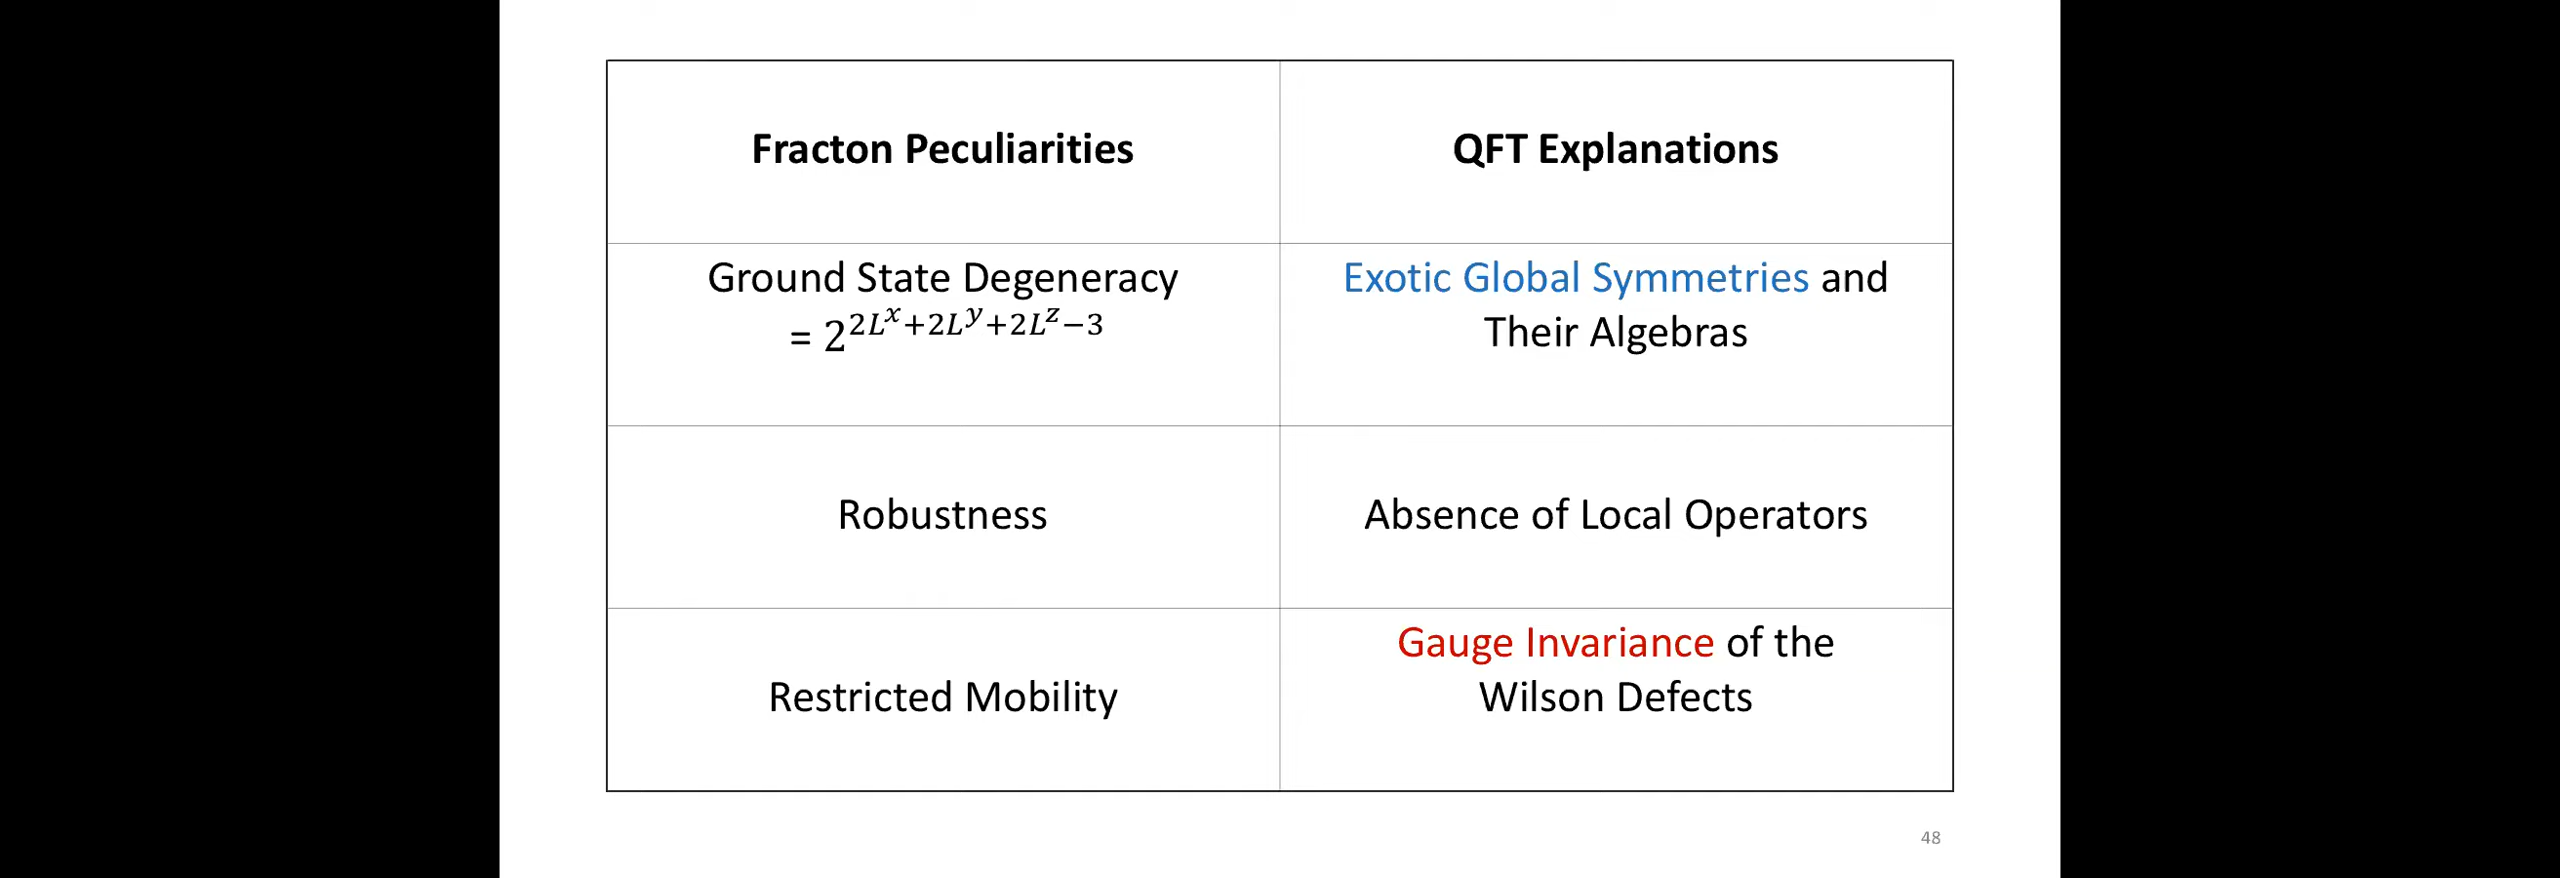 Fracton Peculiarities
QFT Explanations
Ground State Degeneracy
= 2^{2L^x+2L^y+2L^z−3}
Exotic Global Symmetries and
Their Algebras
Robustness
Absence of Local Operators
Restricted Mobility
Gauge Invariance of the
Wilson Defects
48